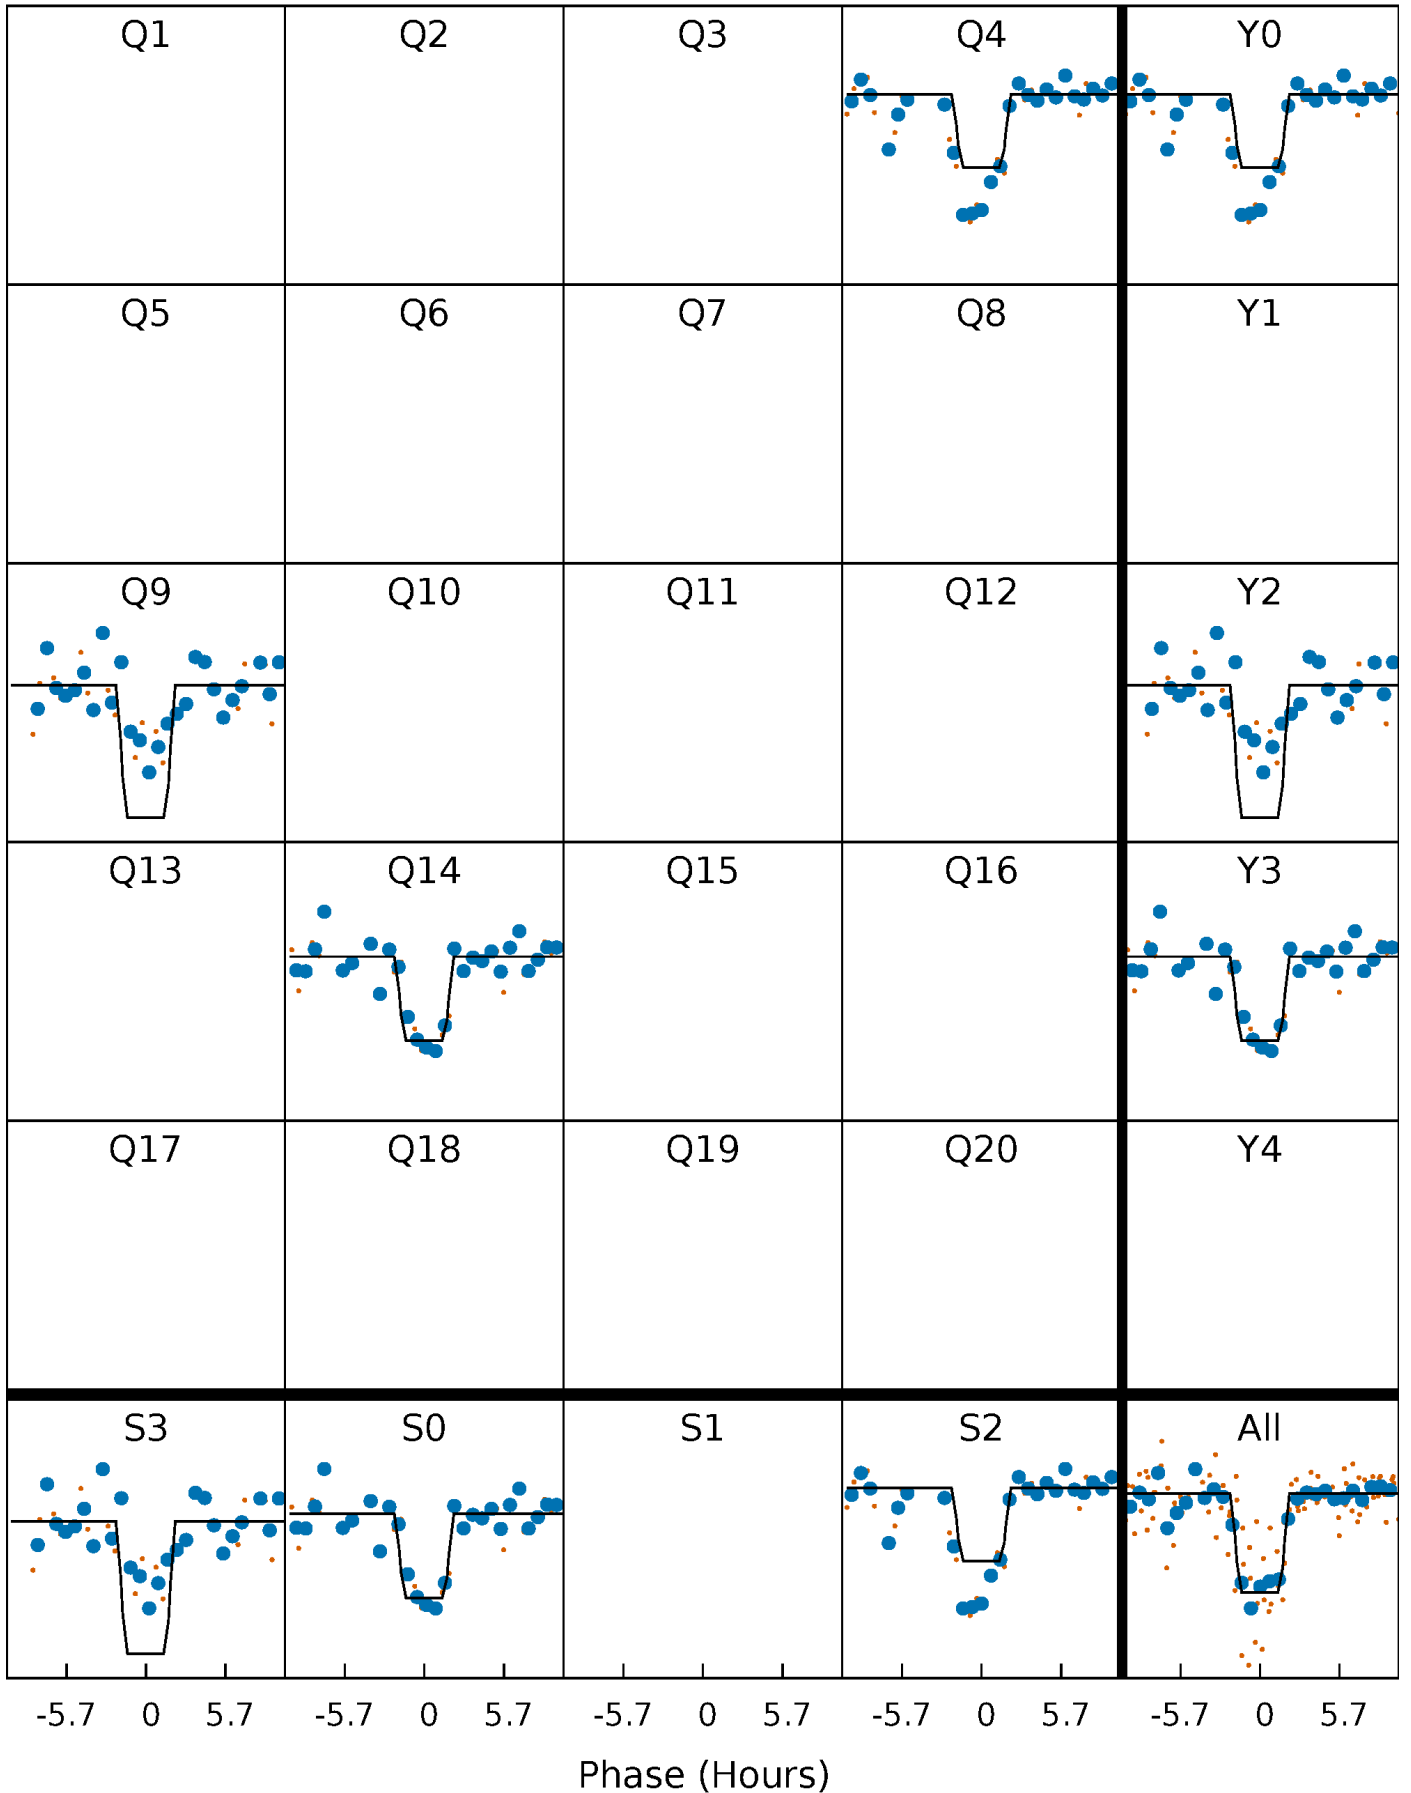 Q1 Q2 Q3 Q4 Y0
Q5 Q6 Q7 Q8 Y1
Q9 Q10 Q11 Q12 Y2
Q13 Q14 Q15 Q16 Y3
Q17 Q18 Q19 Q20 Y4
S3 S0 S1 S2 All
-5.7 0 5.7 -5.7 0 5.7 -5.7 0 5.7 -5.7 0 5.7 -5.7 0 5.7
Phase (Hours)